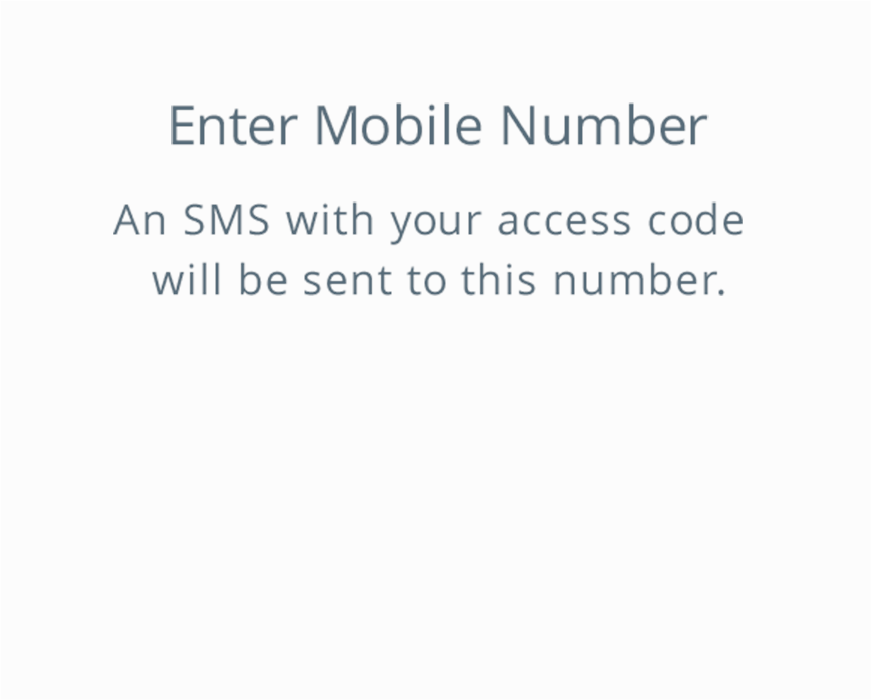 Enter Mobile Number
An SMS with your access code
will be sent to this number.